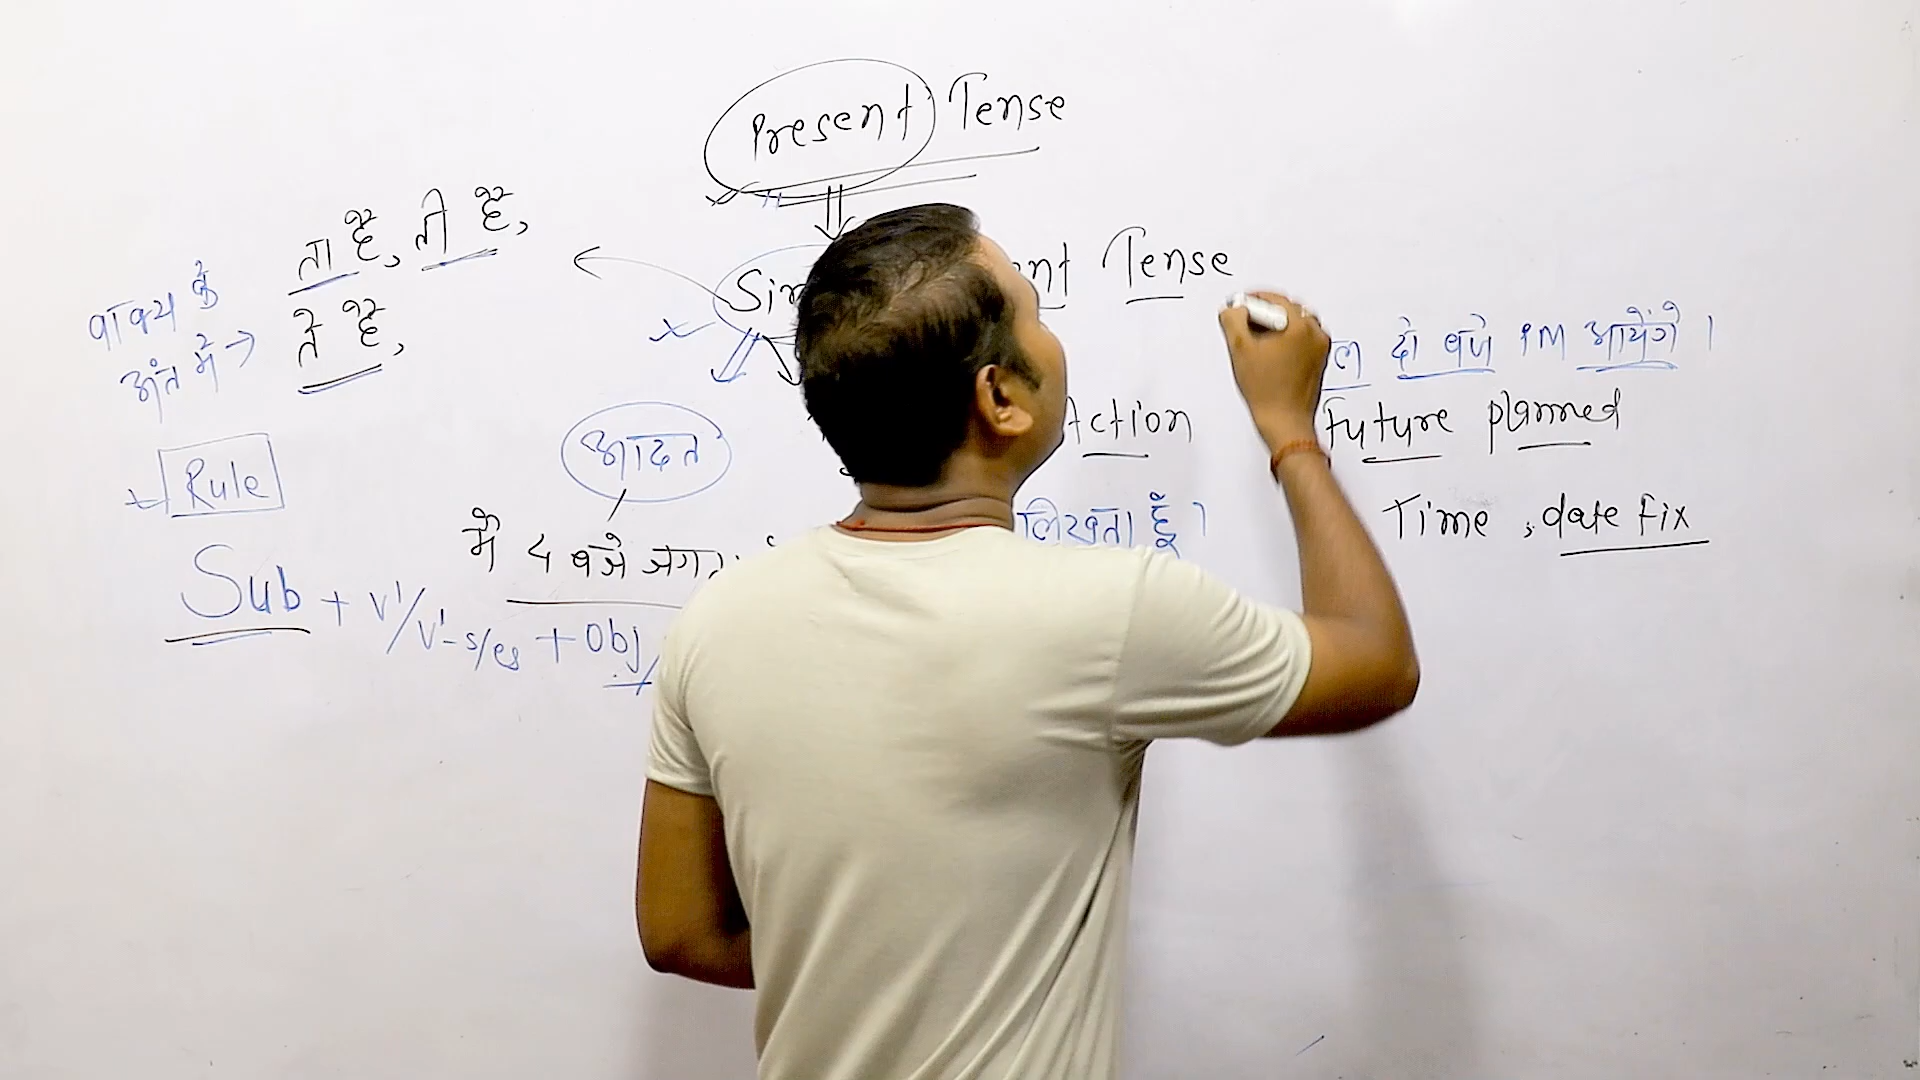 Present Tense
ता है, ती है,
ते है,
वाक्य के
अंत में →
Tense
दो बजे PM आयेंगे ।
आदत
Action
Future planned
Rule
मैं 4 बजे
लिखता हूँ ।
Time, date fix
Sub + V¹/V¹-s/es + Obj